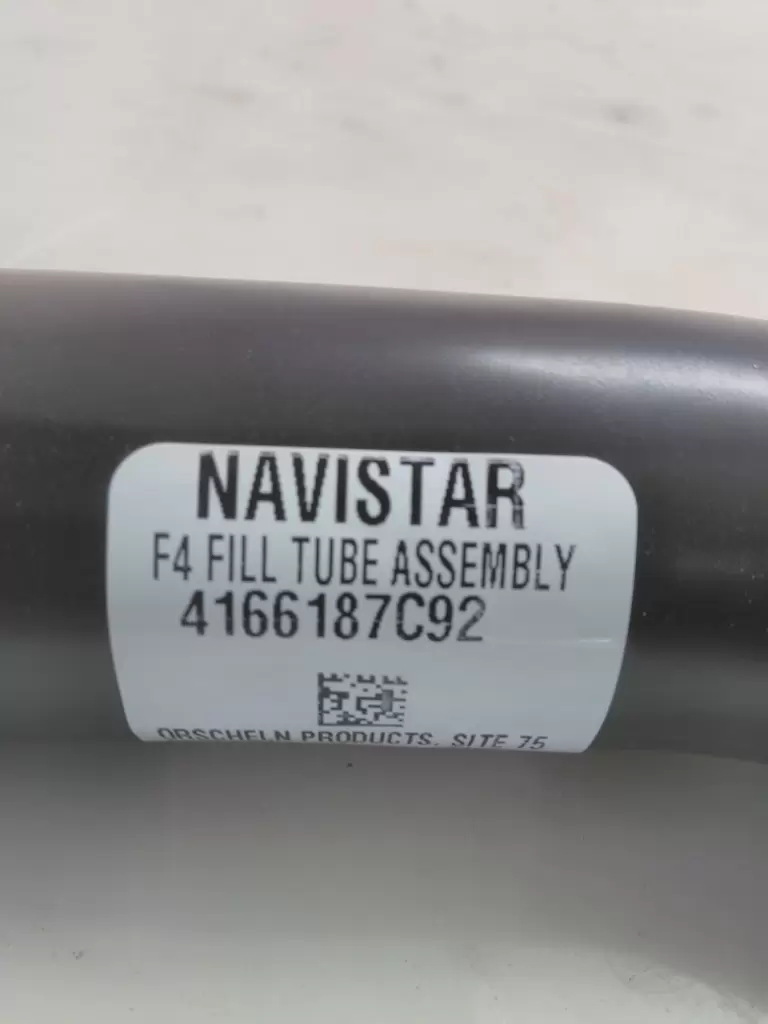 NAVISTAR
F4 FILL TUBE ASSEMBLY
4166187C92
ORSCHELN PRODUCTS, SITE 75